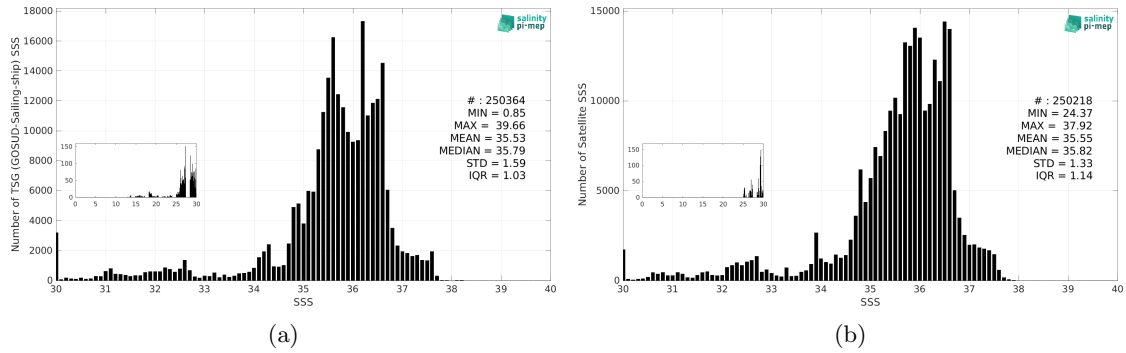 18000
16000
14000
12000
10000
8000
6000
4000
2000
0
Number of TSG (GOSUD-Sailing-ship) SSS
salinity
pi-mep
# : 250364
MIN = 0.85
MAX = 39.66
MEAN = 35.53
MEDIAN = 35.79
STD = 1.59
IQR = 1.03
150
100
50
0
0 5 10 15 20 25 30
30 31 32 33 34 35 36 37 38 39 40
SSS
(a)
15000
10000
5000
0
Number of Satellite SSS
salinity
pi-mep
# : 250218
MIN = 24.37
MAX = 37.92
MEAN = 35.55
MEDIAN = 35.82
STD = 1.33
IQR = 1.14
150
100
50
0
0 5 10 15 20 25 30
30 31 32 33 34 35 36 37 38 39 40
SSS
(b)